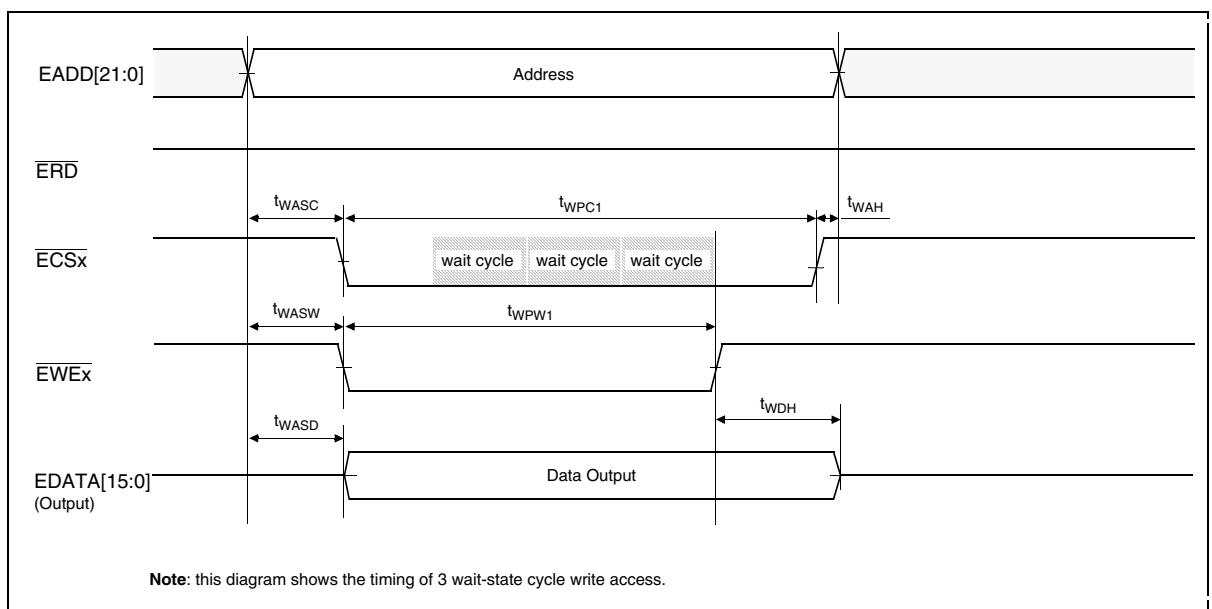 EADD[21:0]
Address
ERD
tWASC
tWPC1
tWAH
ECSx
wait cycle
wait cycle
wait cycle
tWASW
tWPW1
EWEx
tWDH
tWASD
EDATA[15:0]
Data Output
(Output)
Note: this diagram shows the timing of 3 wait-state cycle write access.